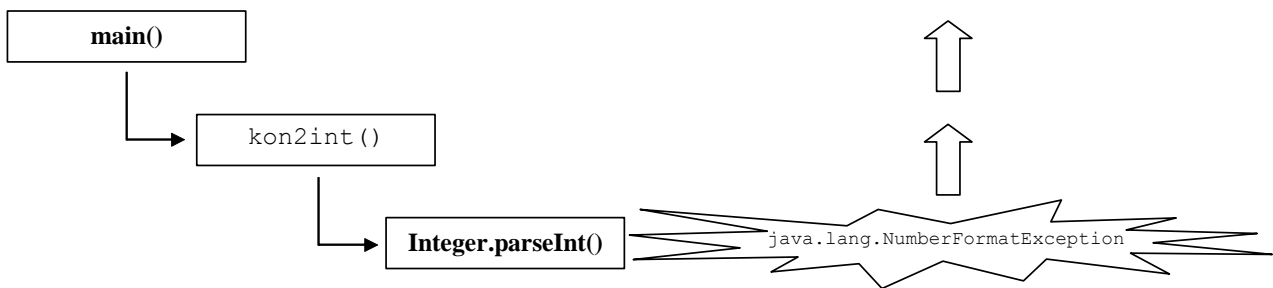 main()
kon2int()
Integer.parseInt()
java.lang.NumberFormatException